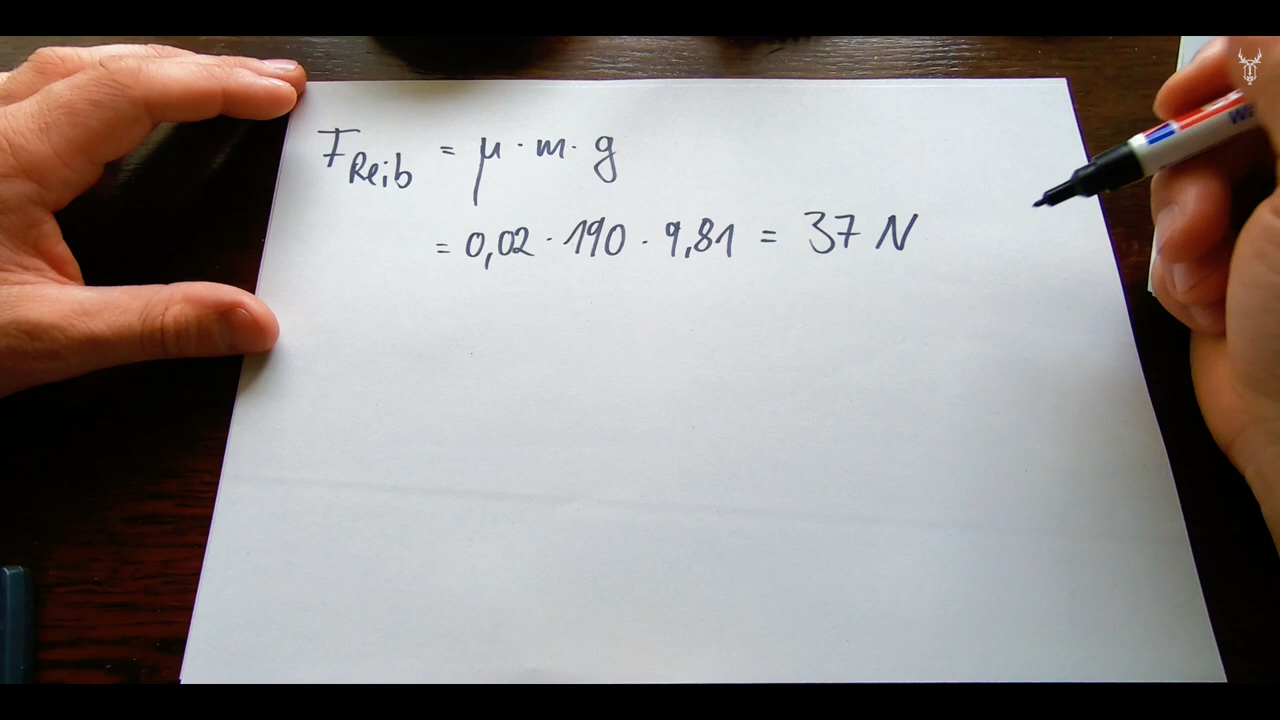 F_Reib = μ · m · g
= 0,02 · 190 · 9,81 = 37 N